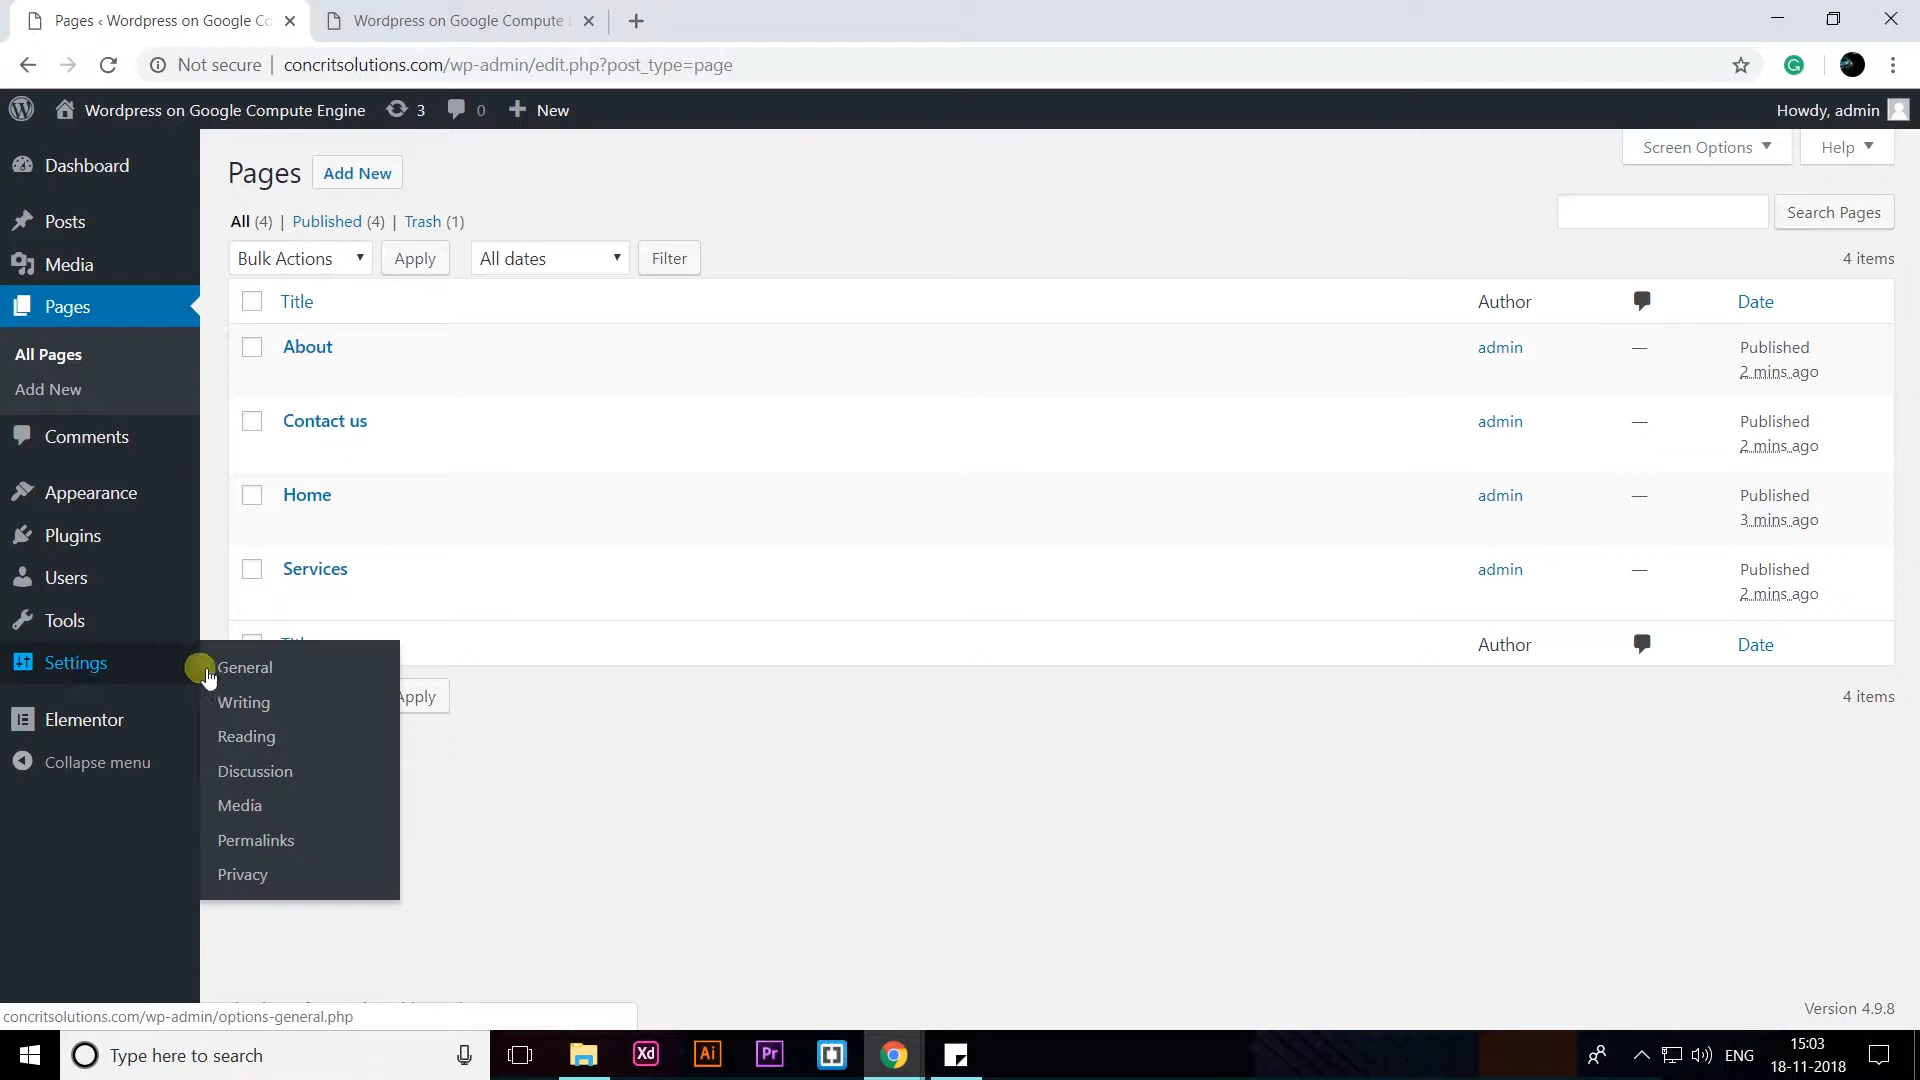 Pages ‹ Wordpress on Google Co
Wordpress on Google Compute
Not secure | concritsolutions.com/wp-admin/edit.php?post_type=page
Wordpress on Google Compute Engine 3 0 New
Howdy, admin
Screen Options
Help
Dashboard
Posts
Media
Pages
All Pages
Add New
Comments
Appearance
Plugins
Users
Tools
Settings
Elementor
Collapse menu
General
Writing
Reading
Discussion
Media
Permalinks
Privacy
Pages Add New
All (4) | Published (4) | Trash (1)
Search Pages
Bulk Actions Apply All dates Filter
4 items
Title Author Date
About admin — Published
2 mins ago
Contact us admin — Published
2 mins ago
Home admin — Published
3 mins ago
Services admin — Published
2 mins ago
Author Date
Apply
4 items
Version 4.9.8
concritsolutions.com/wp-admin/options-general.php
Type here to search
Xd
Ai
Pr
ENG
15:03
18-11-2018